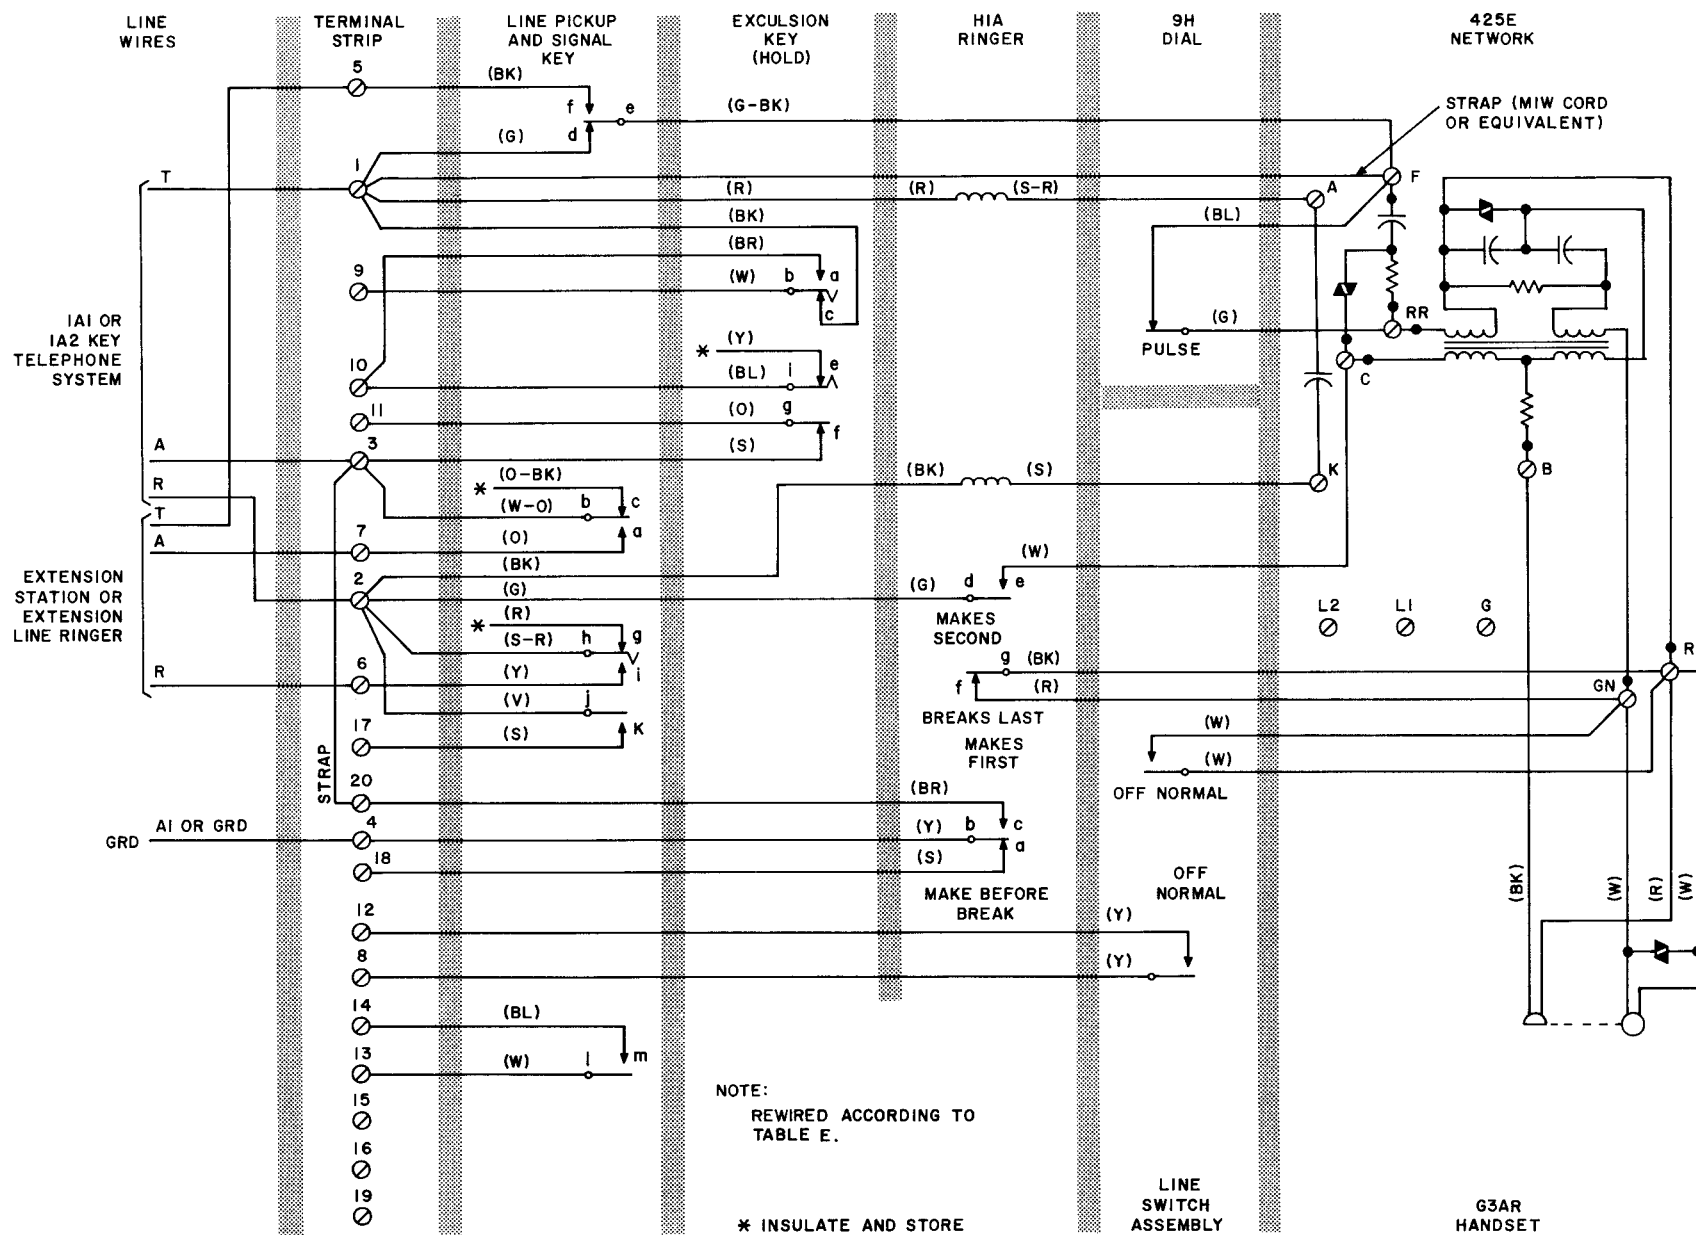 LINE
WIRES
TERMINAL
STRIP
LINE PICKUP
AND SIGNAL
KEY
EXCULSION
KEY
(HOLD)
HIA
RINGER
9H
DIAL
425E
NETWORK
5
(BK)
f
e
d
(G-BK)
STRAP (MIW CORD
OR EQUIVALENT)
(G)
T
1
F
(R)
(R)
(S-R)
A
(BK)
(BL)
(BR)
9
(W)
b
a
c
(G)
RR
PULSE
C
IAI OR
IA2 KEY
TELEPHONE
SYSTEM
(Y)
*
e
10
(BL)
i
11
(O)
g
f
A
3
(S)
R
(O-BK)
*
(BK)
(S)
K
B
T
(W-O)
b
c
A
7
(O)
a
(W)
2
(BK)
(G)
(G)
d
e
EXTENSION
STATION OR
EXTENSION
LINE RINGER
(R)
*
MAKES
SECOND
L2
L1
G
(S-R)
h
g
R
6
(Y)
i
g
(BK)
R
f
(R)
GN
(V)
j
BREAKS LAST
(W)
17
(S)
K
MAKES
FIRST
(W)
STRAP
20
(BR)
OFF NORMAL
GRD
AI OR GRD
4
(Y)
b
c
a
18
(S)
OFF
NORMAL
(BK)
(W)
(R)
(W)
MAKE BEFORE
BREAK
12
(Y)
8
(Y)
14
(BL)
13
(W)
l
m
15
NOTE:
REWIRED ACCORDING TO
TABLE E.
16
19
* INSULATE AND STORE
LINE
SWITCH
ASSEMBLY
G3AR
HANDSET